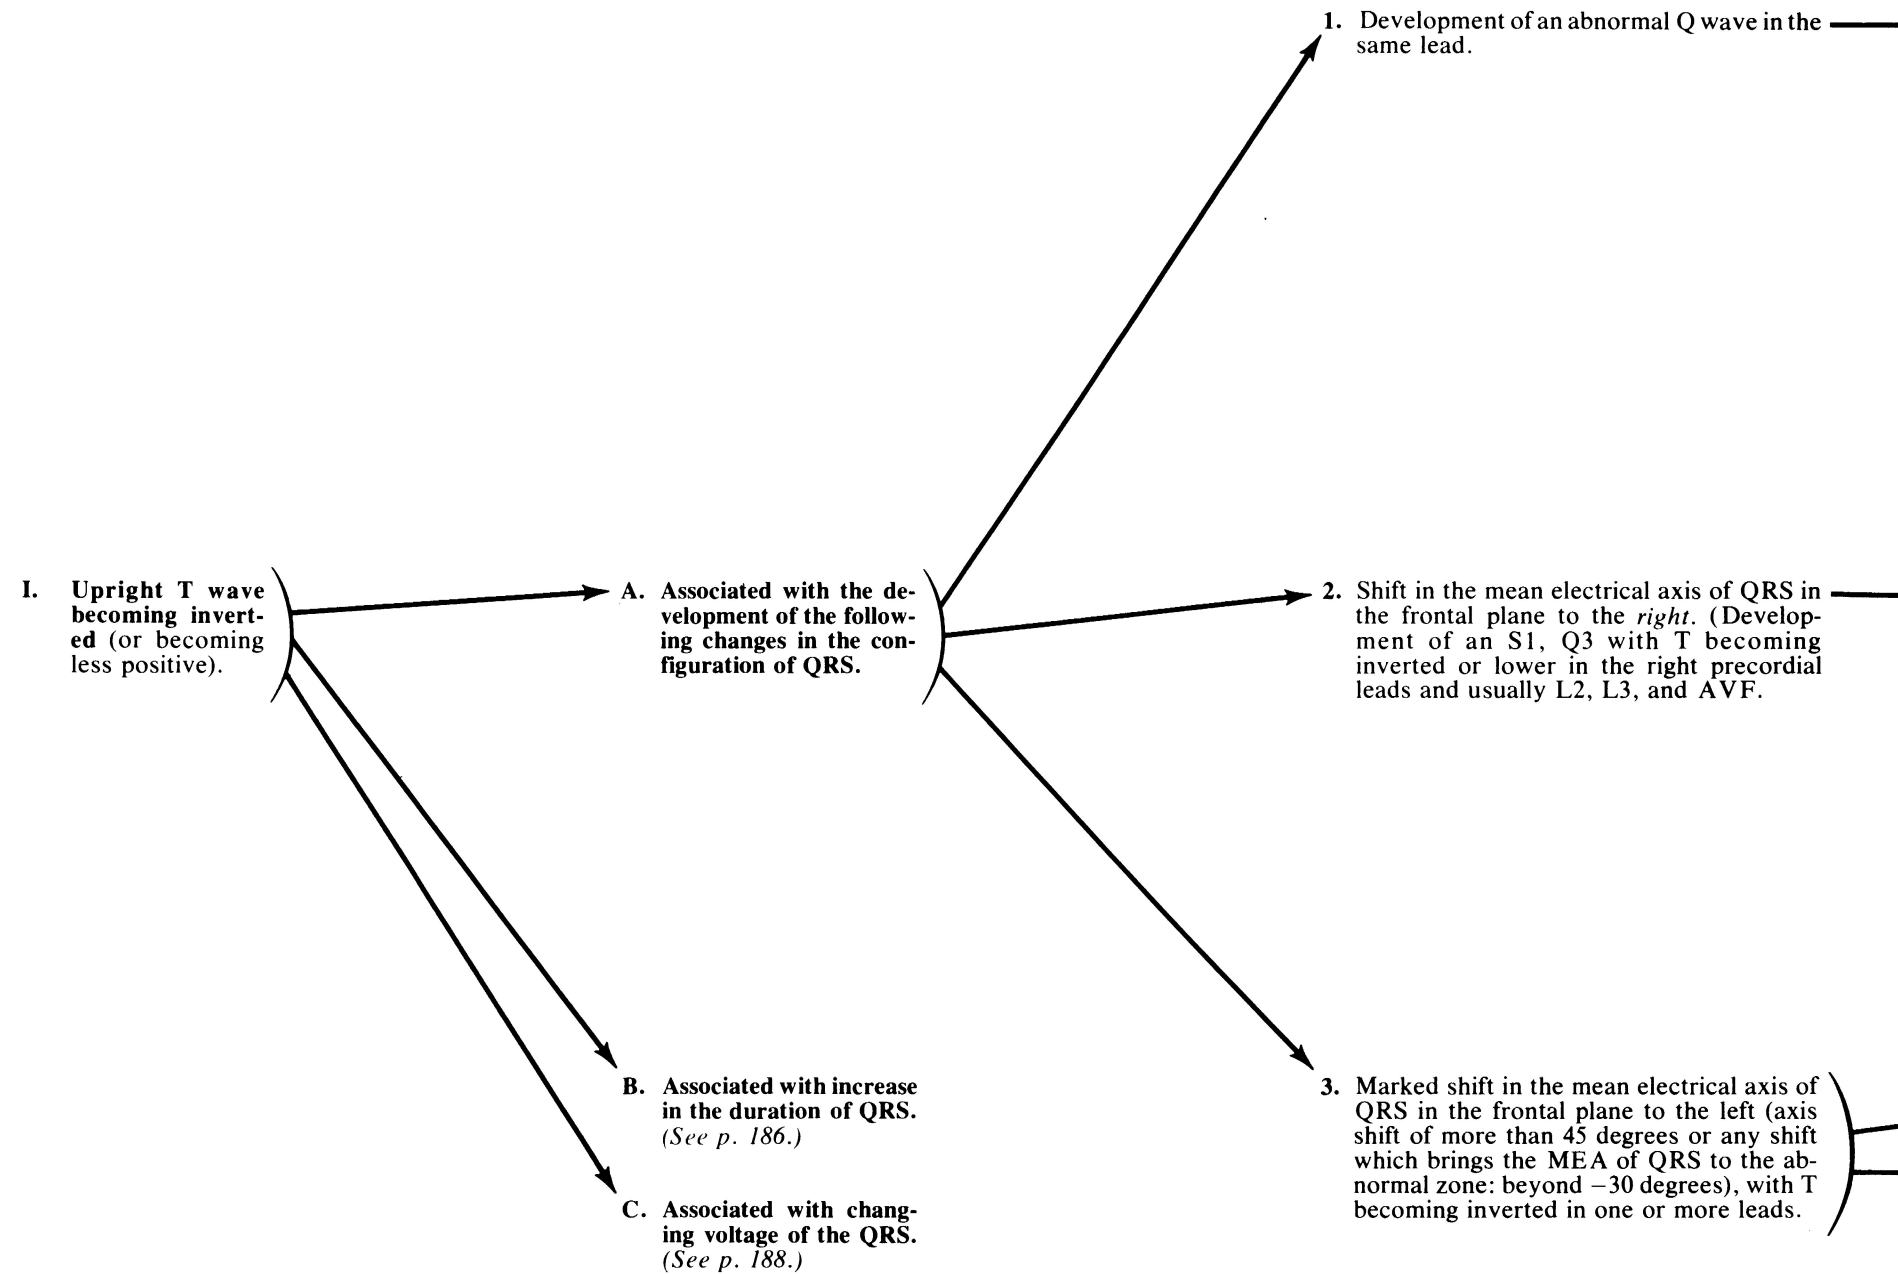 I. Upright T wave
becoming invert-
ed (or becoming
less positive).
A. Associated with the de-
velopment of the follow-
ing changes in the con-
figuration of QRS.
1. Development of an abnormal Q wave in the
same lead.
2. Shift in the mean electrical axis of QRS in
the frontal plane to the right. (Develop-
ment of an S1, Q3 with T becoming
inverted or lower in the right precordial
leads and usually L2, L3, and AVF.
3. Marked shift in the mean electrical axis of
QRS in the frontal plane to the left (axis
shift of more than 45 degrees or any shift
which brings the MEA of QRS to the ab-
normal zone: beyond −30 degrees), with T
becoming inverted in one or more leads.
B. Associated with increase
in the duration of QRS.
(See p. 186.)
C. Associated with chang-
ing voltage of the QRS.
(See p. 188.)